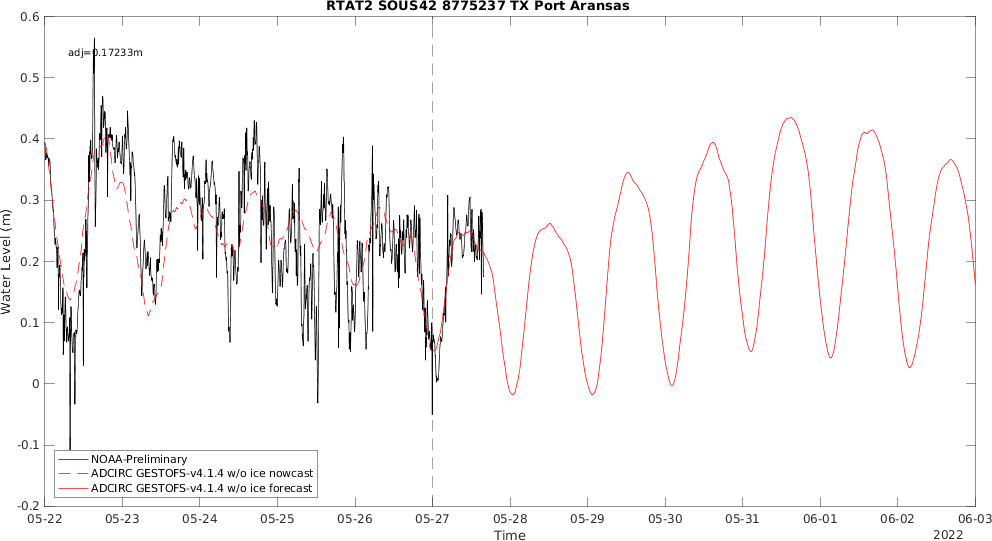 RTAT2 SOUS42 8775237 TX Port Aransas
0.6
0.5
0.4
0.3
0.2
0.1
0
-0.1
-0.2
Water Level (m)
adj=0.17233m
NOAA-Preliminary
ADCIRC GESTOFS-v4.1.4 w/o ice nowcast
ADCIRC GESTOFS-v4.1.4 w/o ice forecast
05-22 05-23 05-24 05-25 05-26 05-27 05-28 05-29 05-30 05-31 06-01 06-02 06-03
Time
2022